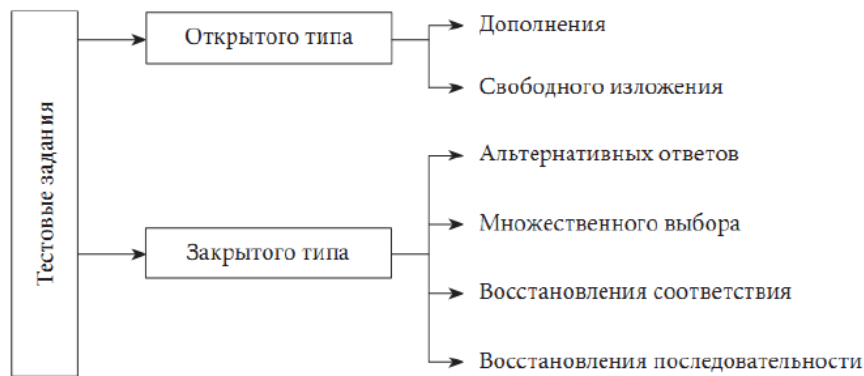 Тестовые задания
Открытого типа
Дополнения
Свободного изложения
Закрытого типа
Альтернативных ответов
Множественного выбора
Восстановления соответствия
Восстановления последовательности